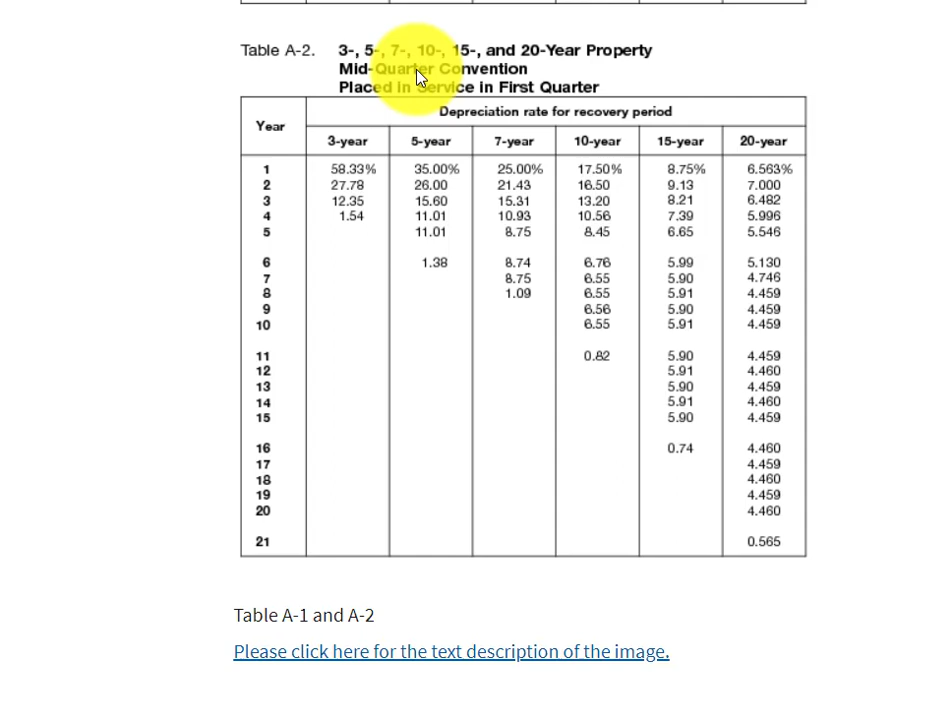 Table A-2. 3-, 5-, 7-, 10-, 15-, and 20-Year Property
Mid-Quarter Convention
Placed in Service in First Quarter
Year Depreciation rate for recovery period
3-year 5-year 7-year 10-year 15-year 20-year
1 58.33% 35.00% 25.00% 17.50% 8.75% 6.563%
2 27.78 26.00 21.43 16.50 9.13 7.000
3 12.35 15.60 15.31 13.20 8.21 6.482
4 1.54 11.01 10.93 10.56 7.39 5.996
5 11.01 8.75 8.45 6.65 5.546
6 1.38 8.74 6.76 5.99 5.130
7 8.75 6.55 5.90 4.746
8 1.09 6.55 5.91 4.459
9 6.56 5.90 4.459
10 6.55 5.91 4.459
11 0.82 5.90 4.459
12 5.91 4.460
13 5.90 4.459
14 5.91 4.460
15 5.90 4.459
16 0.74 4.460
17 4.459
18 4.460
19 4.459
20 4.460
21 0.565
Table A-1 and A-2
Please click here for the text description of the image.